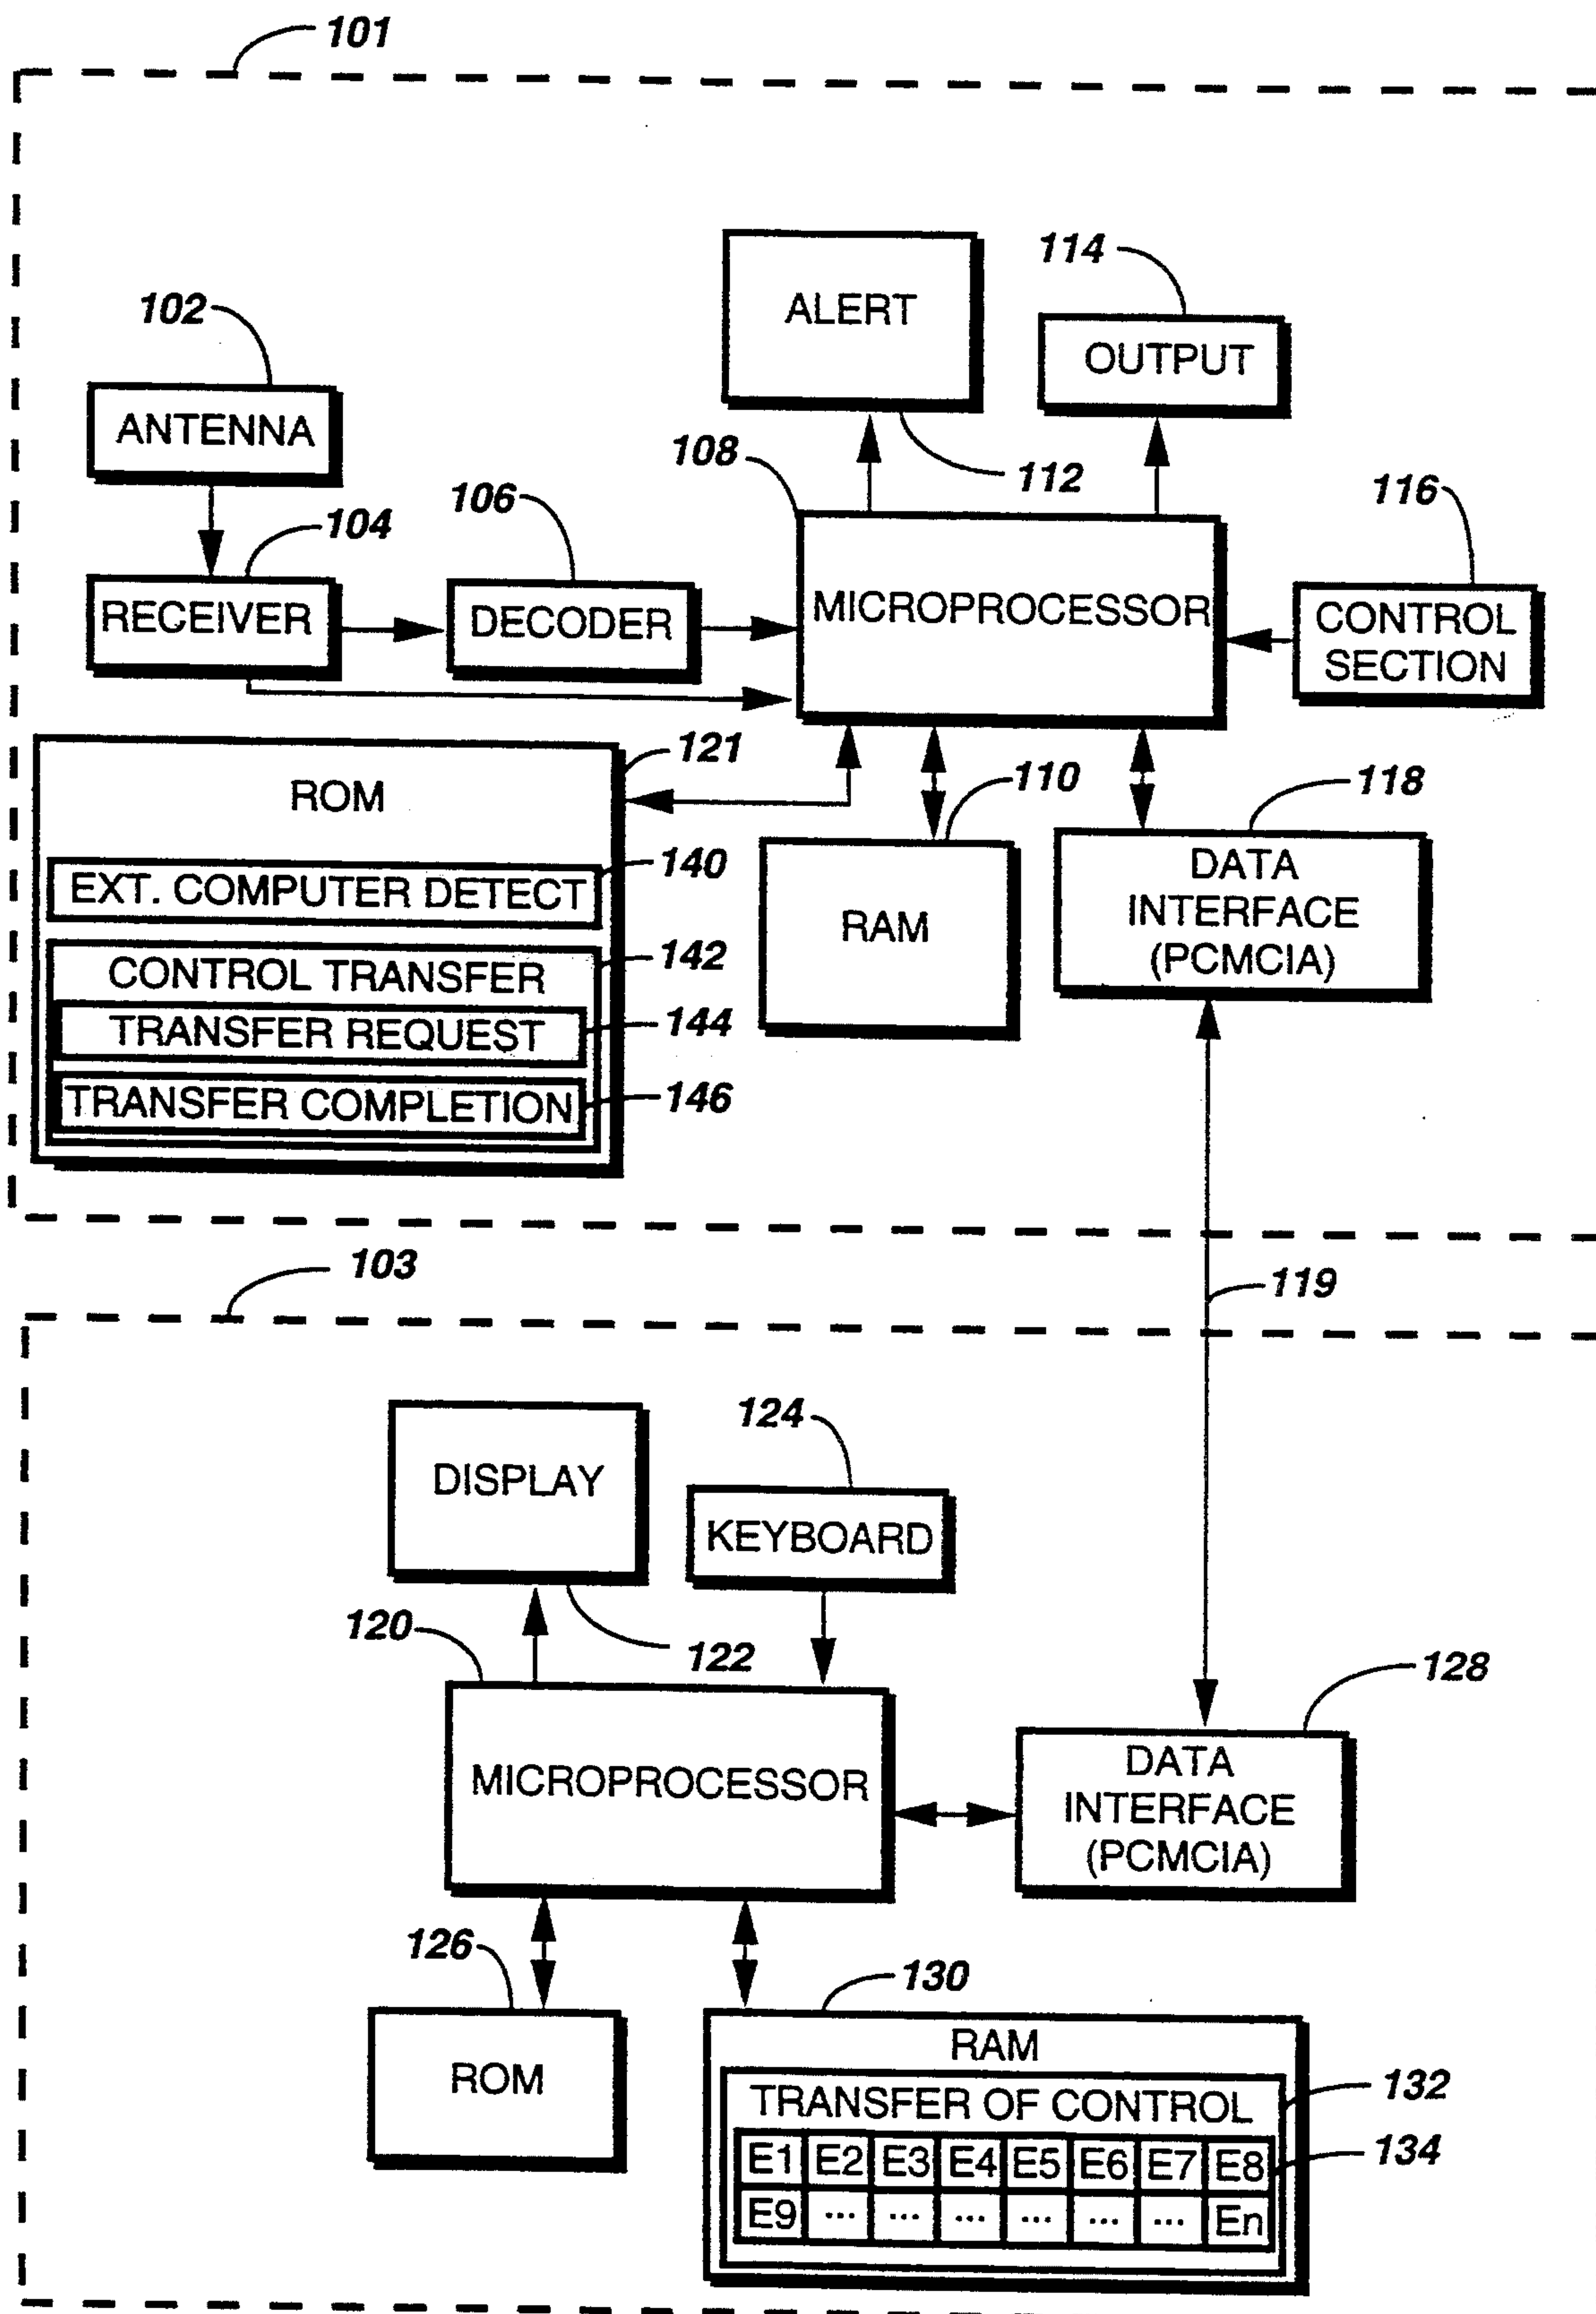 101
ALERT
114
OUTPUT
102
ANTENNA
108
112
116
104
106
RECEIVER
DECODER
MICROPROCESSOR
CONTROL
SECTION
121
ROM
110
118
140
EXT. COMPUTER DETECT
RAM
DATA
INTERFACE
(PCMCIA)
142
CONTROL TRANSFER
144
TRANSFER REQUEST
146
TRANSFER COMPLETION
103
119
DISPLAY
124
KEYBOARD
120
122
128
MICROPROCESSOR
DATA
INTERFACE
(PCMCIA)
126
130
ROM
RAM
132
TRANSFER OF CONTROL
134
E1 E2 E3 E4 E5 E6 E7 E8
E9 ... ... ... ... ... ... En